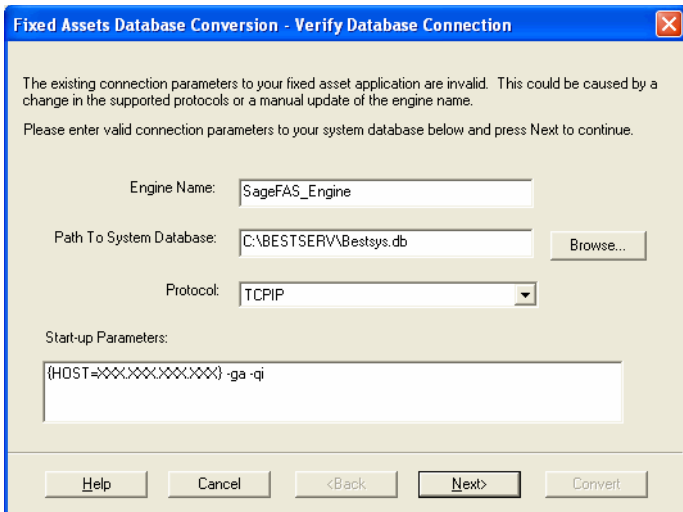 Fixed Assets Database Conversion - Verify Database Connection
The existing connection parameters to your fixed asset application are invalid. This could be caused by a
change in the supported protocols or a manual update of the engine name.
Please enter valid connection parameters to your system database below and press Next to continue.
Engine Name: SageFAS_Engine
Path To System Database: C:\BESTSERV\Bestsys.db Browse...
Protocol: TCPIP
Start-up Parameters:
{HOST=XXX.XXX.XXX.XXX} -ga -qi
Help Cancel <Back Next> Convert